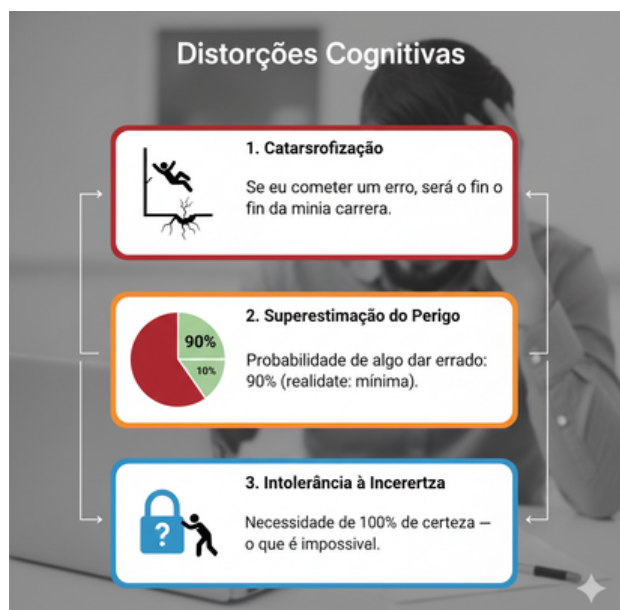 Distorções Cognitivas
1. Catarsrofização
Se eu cometer um erro, será o fin o
fin da minia carrera.
2. Superestimação do Perigo
90%
10%
Probabilidade de algo dar errado:
90% (realidate: mínima).
3. Intolerância à Incerertza
?
Necessidade de 100% de certeza —
o que é impossival.